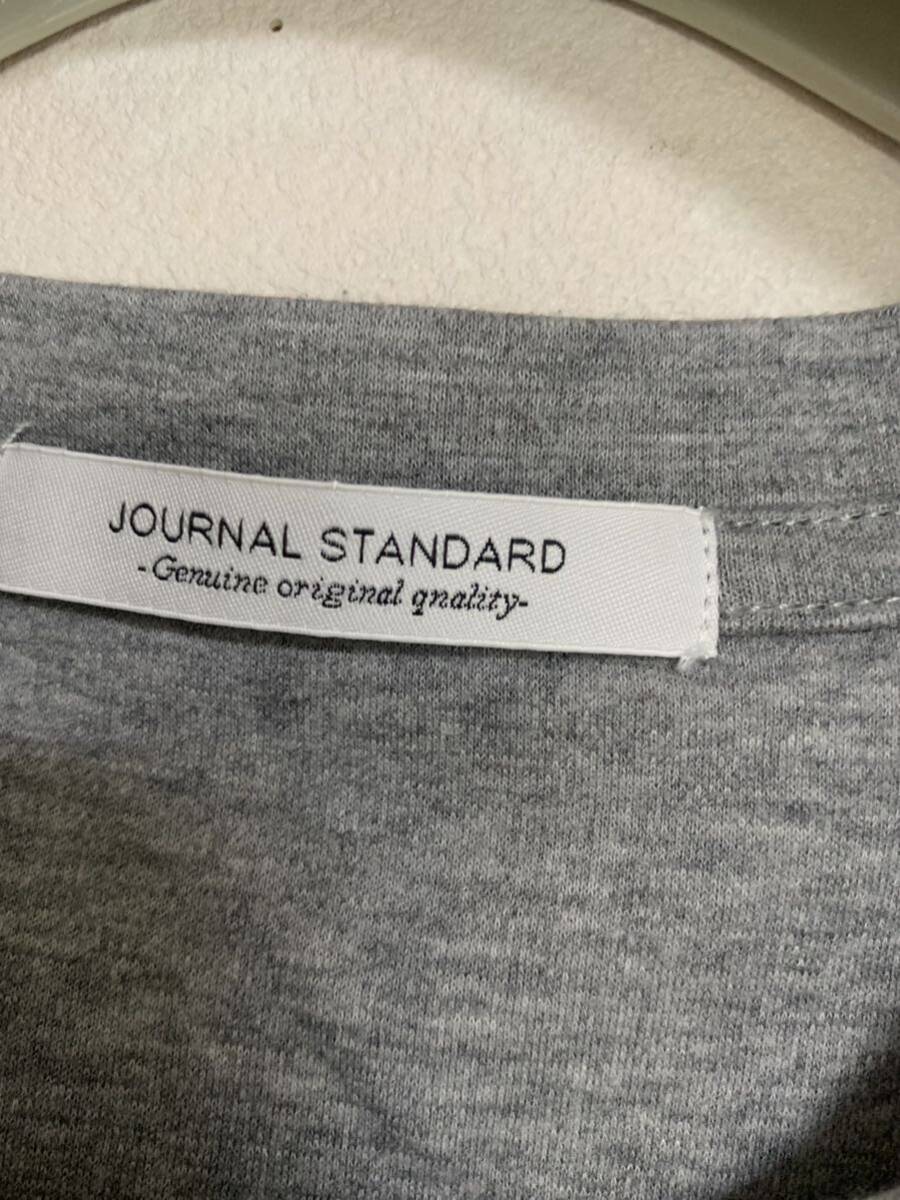 JOURNAL STANDARD
-Genuine original qnality-